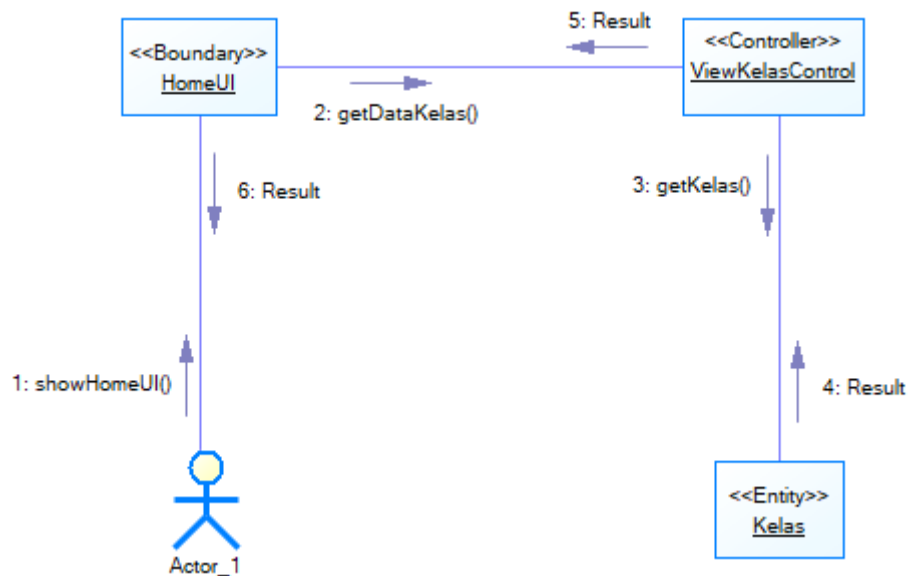 5: Result
<<Boundary>>
HomeUI
<<Controller>>
ViewKelasControl
2: getDataKelas()
6: Result
3: getKelas()
1: showHomeUI()
4: Result
<<Entity>>
Kelas
Actor_1